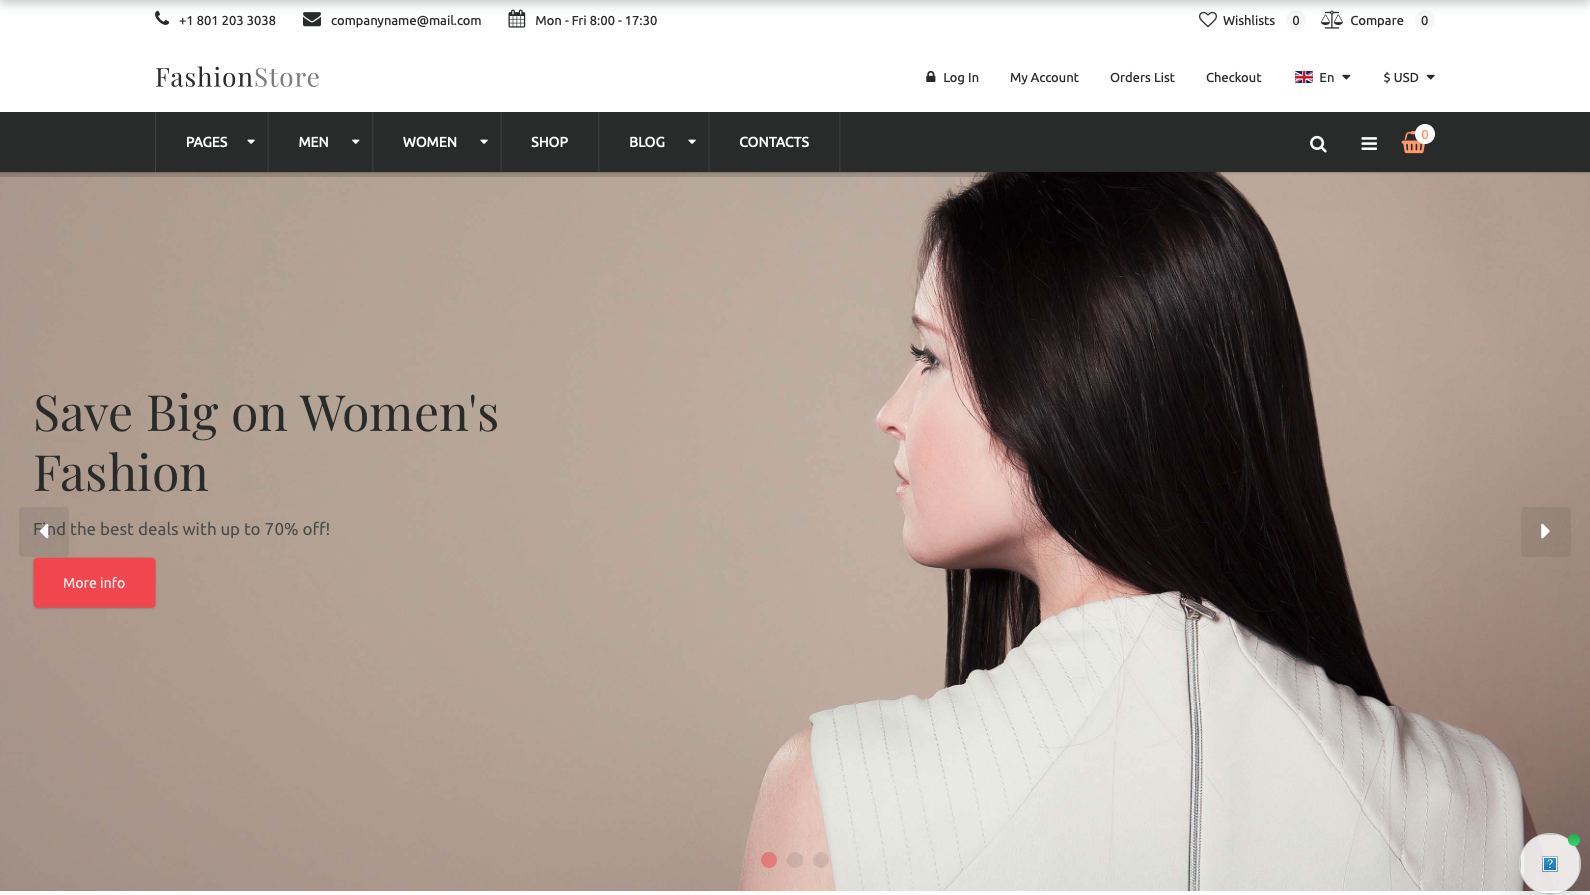 +1 801 203 3038 companyname@mail.com Mon - Fri 8:00 - 17:30 Wishlists 0 Compare 0
FashionStore Log In My Account Orders List Checkout En $ USD
PAGES MEN WOMEN SHOP BLOG CONTACTS 0
Save Big on Women's
Fashion
Find the best deals with up to 70% off!
More info